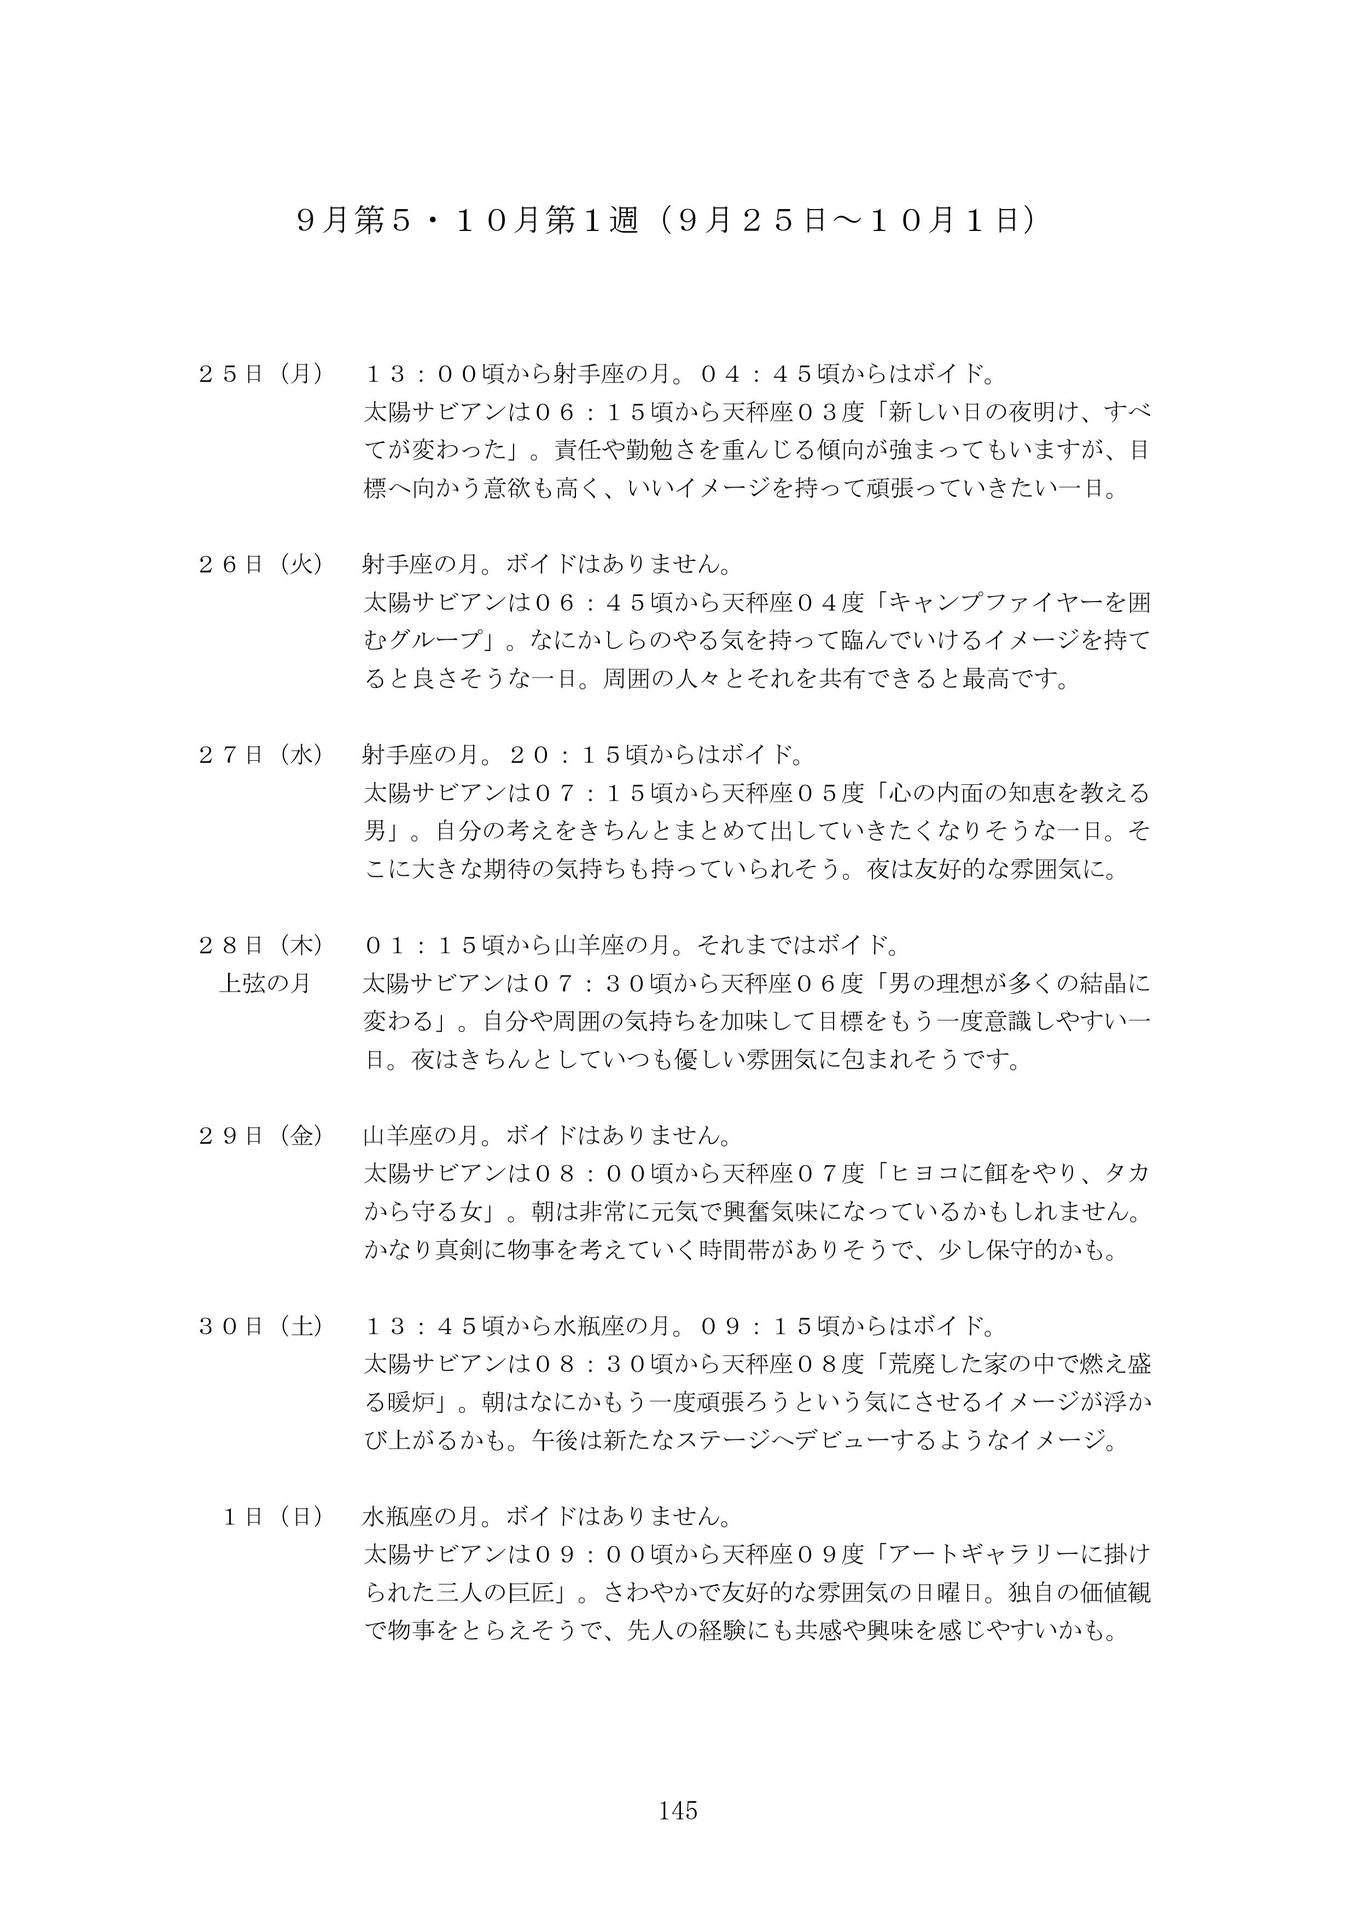 ９月第５・１０月第１週（９月２５日～１０月１日）
２５日（月）　１３：００頃から射手座の月。０４：４５頃からはボイド。
太陽サビアンは０６：１５頃から天秤座０３度「新しい日の夜明け、すべ
てが変わった」。責任や勤勉さを重んじる傾向が強まってもいますが、目
標へ向かう意欲も高く、いいイメージを持って頑張っていきたい一日。
２６日（火）　射手座の月。ボイドはありません。
太陽サビアンは０６：４５頃から天秤座０４度「キャンプファイヤーを囲
むグループ」。なにかしらのやる気を持って臨んでいけるイメージを持て
ると良さそうな一日。周囲の人々とそれを共有できると最高です。
２７日（水）　射手座の月。２０：１５頃からはボイド。
太陽サビアンは０７：１５頃から天秤座０５度「心の内面の知恵を教える
男」。自分の考えをきちんとまとめて出していきたくなりそうな一日。そ
こに大きな期待の気持ちも持っていられそう。夜は友好的な雰囲気に。
２８日（木）　０１：１５頃から山羊座の月。それまではボイド。
上弦の月　太陽サビアンは０７：３０頃から天秤座０６度「男の理想が多くの結晶に
変わる」。自分や周囲の気持ちを加味して目標をもう一度意識しやすい一
日。夜はきちんとしていつも優しい雰囲気に包まれそうです。
２９日（金）　山羊座の月。ボイドはありません。
太陽サビアンは０８：００頃から天秤座０７度「ヒヨコに餌をやり、タカ
から守る女」。朝は非常に元気で興奮気味になっているかもしれません。
かなり真剣に物事を考えていく時間帯がありそうで、少し保守的かも。
３０日（土）　１３：４５頃から水瓶座の月。０９：１５頃からはボイド。
太陽サビアンは０８：３０頃から天秤座０８度「荒廃した家の中で燃え盛
る暖炉」。朝はなにかもう一度頑張ろうという気にさせるイメージが浮か
び上がるかも。午後は新たなステージへデビューするようなイメージ。
１日（日）　水瓶座の月。ボイドはありません。
太陽サビアンは０９：００頃から天秤座０９度「アートギャラリーに掛け
られた三人の巨匠」。さわやかで友好的な雰囲気の日曜日。独自の価値観
で物事をとらえそうで、先人の経験にも共感や興味を感じやすいかも。
145